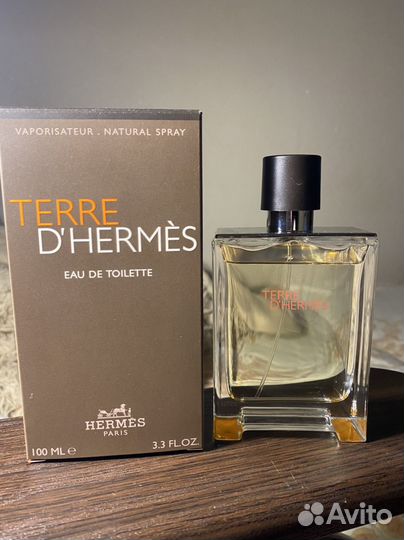 VAPORISATEUR . NATURAL SPRAY
TERRE
D'HERMÈS
EAU DE TOILETTE
HERMÈS
PARIS
100 ML e 3.3 FL.OZ.
TERRE
D'HERMÈS
Avito